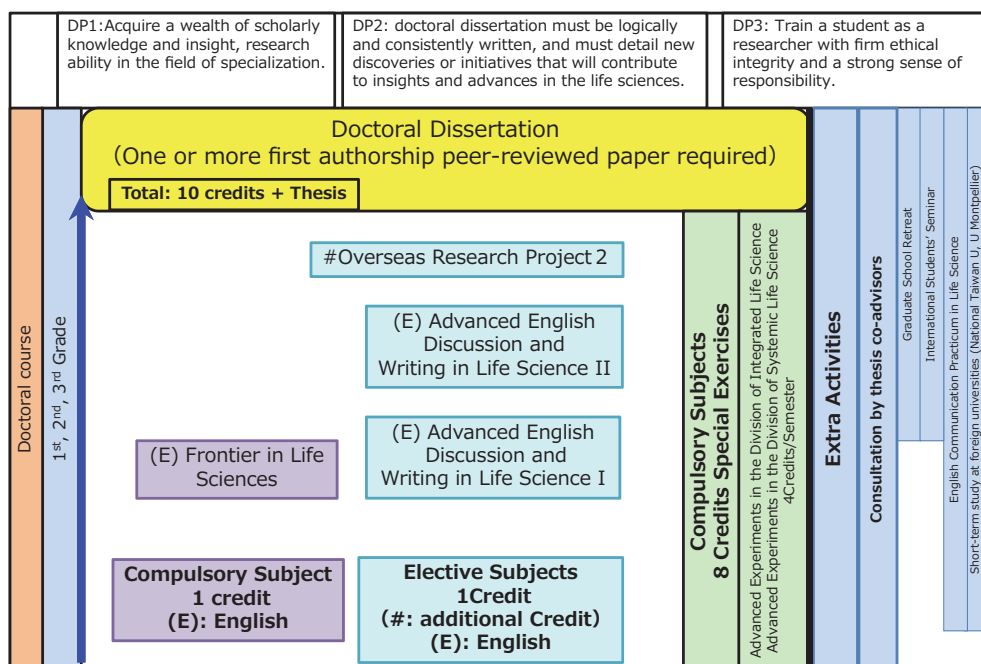 DP1:Acquire a wealth of scholarly
knowledge and insight, research
ability in the field of specialization.
DP2: doctoral dissertation must be logically
and consistently written, and must detail new
discoveries or initiatives that will contribute
to insights and advances in the life sciences.
DP3: Train a student as a
researcher with firm ethical
integrity and a strong sense of
responsibility.
Doctoral course
1st, 2nd, 3rd Grade
Doctoral Dissertation
(One or more first authorship peer-reviewed paper required)
Total: 10 credits + Thesis
#Overseas Research Project 2
(E) Advanced English
Discussion and
Writing in Life Science II
(E) Frontier in Life
Sciences
(E) Advanced English
Discussion and
Writing in Life Science I
Compulsory Subject
1 credit
(E): English
Elective Subjects
1Credit
(#: additional Credit)
(E): English
Compulsory Subjects
8 Credits Special Exercises
Advanced Experiments in the Division of Integrated Life Science
Advanced Experiments in the Division of Systemic Life Science
4Credits/Semester
Extra Activities
Consultation by thesis co-advisors
Graduate School Retreat
International Students' Seminar
English Communication Practicum in Life Science
Short-term study at foreign universities (National Taiwan U, U Montpellier)